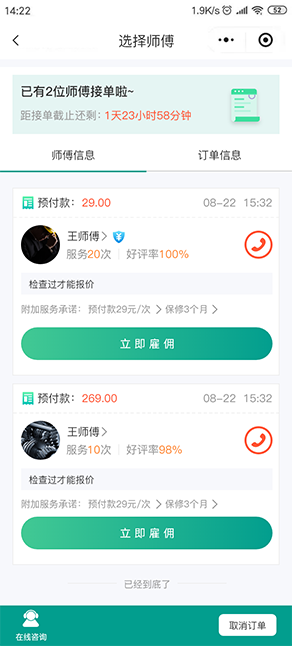 14:22
1.9K/s
52
选择师傅
已有2位师傅接单啦~
距接单截止还剩: 1天23小时58分钟
师傅信息
订单信息
预付款: 29.00
08-22 15:32
王师傅
服务20次
好评率100%
检查过才能报价
附加服务承诺: 预付款29元/次
保修3个月
立即雇佣
预付款: 269.00
08-22 15:32
王师傅
服务10次
好评率98%
检查过才能报价
附加服务承诺: 预付款29元/次
保修3个月
立即雇佣
已经到底了
在线咨询
取消订单